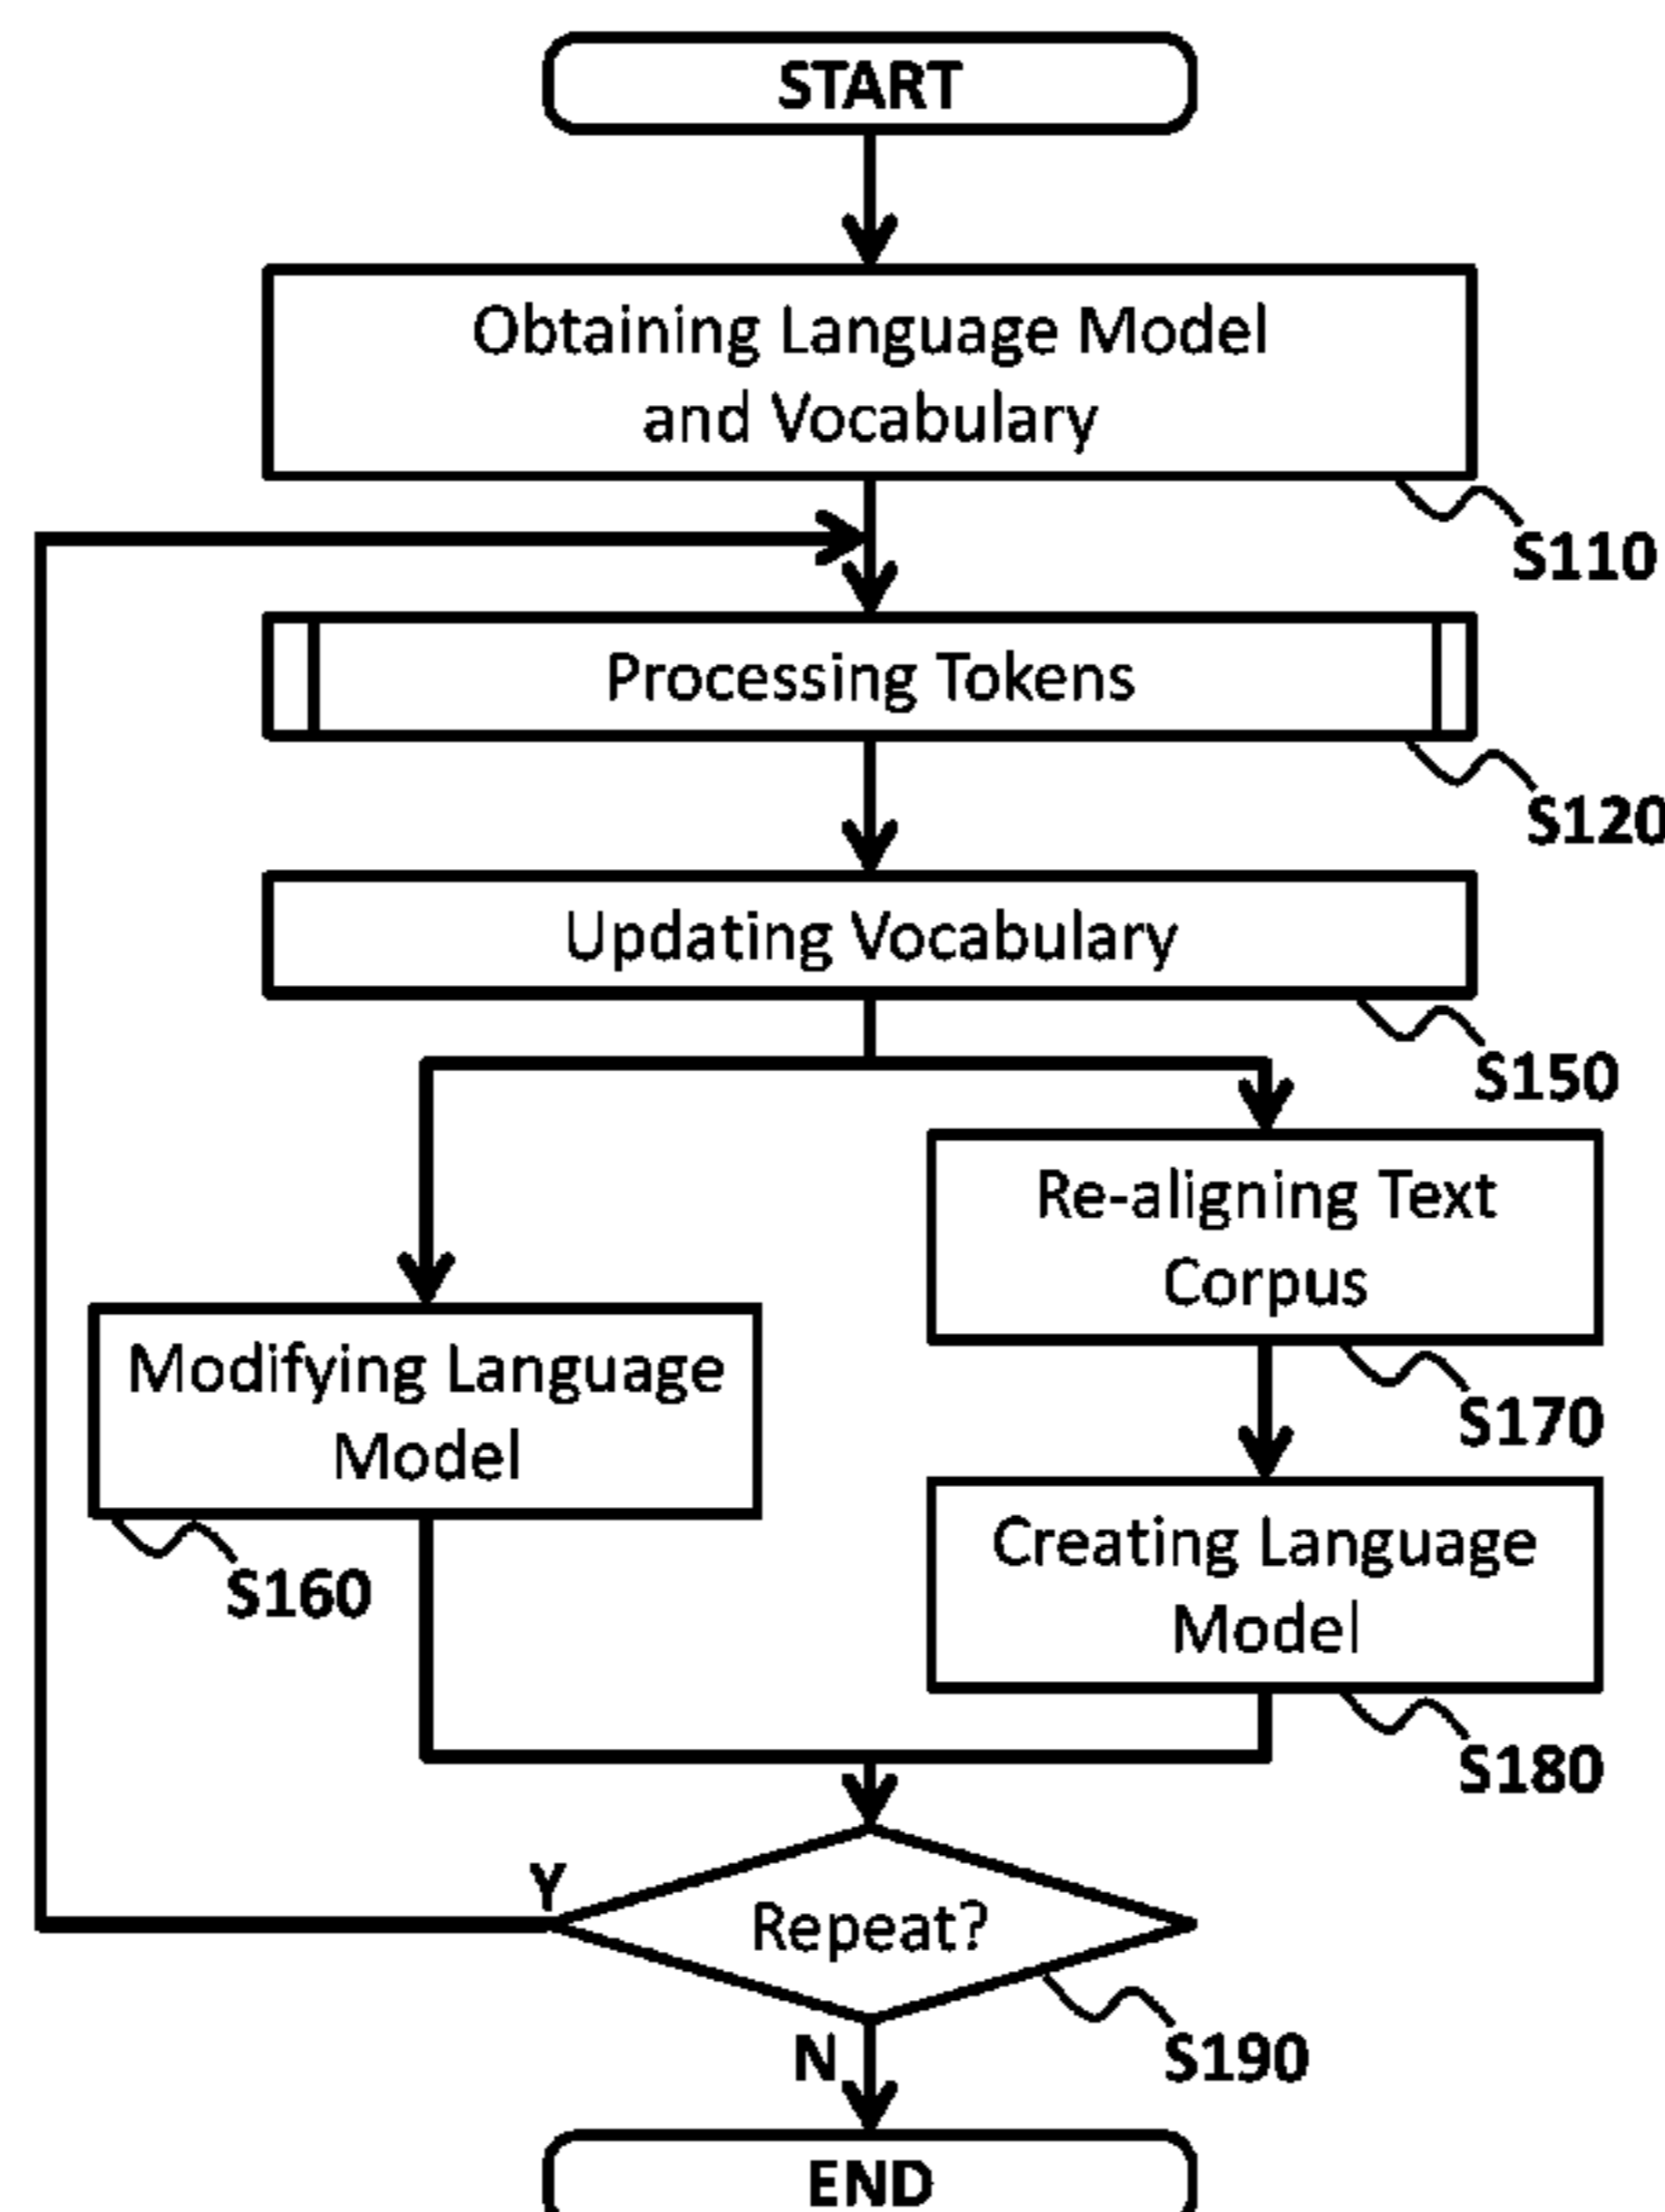 START
Obtaining Language Model
and Vocabulary
S110
Processing Tokens
S120
Updating Vocabulary
S150
Re-aligning Text
Corpus
S170
Modifying Language
Model
S160
Creating Language
Model
S180
Y
Repeat?
S190
N
END